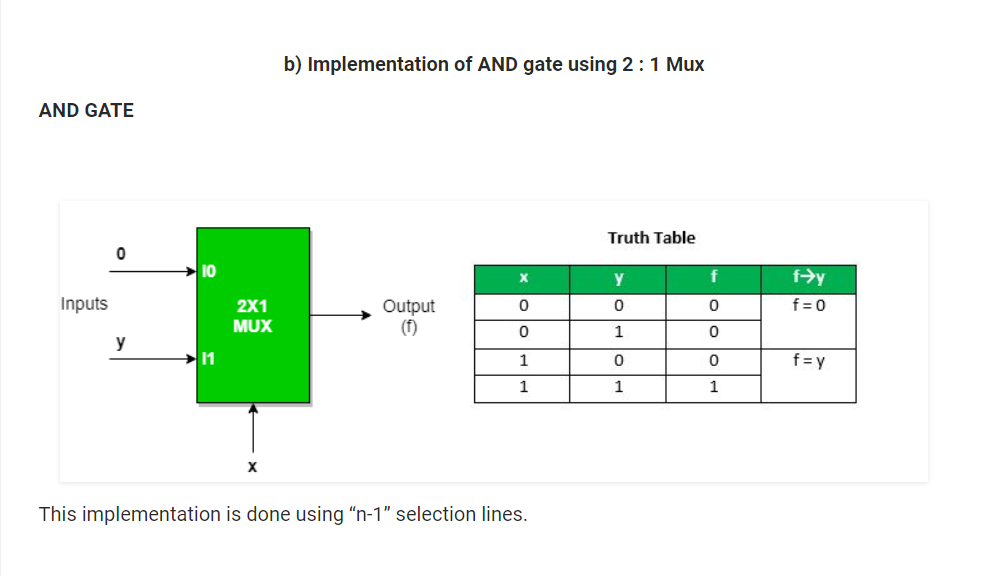 b) Implementation of AND gate using 2 : 1 Mux
AND GATE
0
I0
Inputs
2X1
MUX
Output
(f)
y
I1
x
Truth Table
x y f f→y
0 0 0 f = 0
0 1 0
1 0 0 f = y
1 1 1
This implementation is done using “n-1” selection lines.